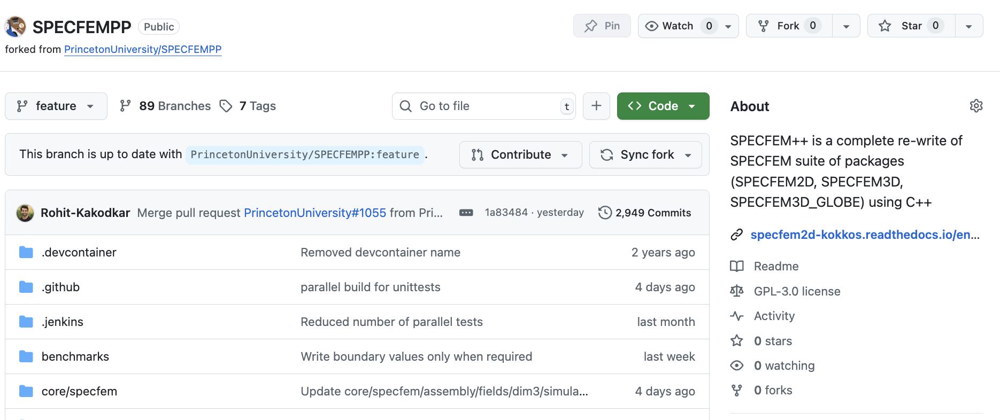 SPECFEMPP Public
Pin
Watch 0
Fork 0
Star 0
forked from PrincetonUniversity/SPECFEMPP
feature
89 Branches
7 Tags
Go to file
t
Code
This branch is up to date with PrincetonUniversity/SPECFEMPP:feature .
Contribute
Sync fork
Rohit-Kakodkar Merge pull request PrincetonUniversity#1055 from Pri... 1a83484 · yesterday 2,949 Commits
.devcontainer Removed devcontainer name 2 years ago
.github parallel build for unittests 4 days ago
.jenkins Reduced number of parallel tests last month
benchmarks Write boundary values only when required last week
core/specfem Update core/specfem/assembly/fields/dim3/simula... 4 days ago
About
SPECFEM++ is a complete re-write of
SPECFEM suite of packages
(SPECFEM2D, SPECFEM3D,
SPECFEM3D_GLOBE) using C++
specfem2d-kokkos.readthedocs.io/en...
Readme
GPL-3.0 license
Activity
0 stars
0 watching
0 forks